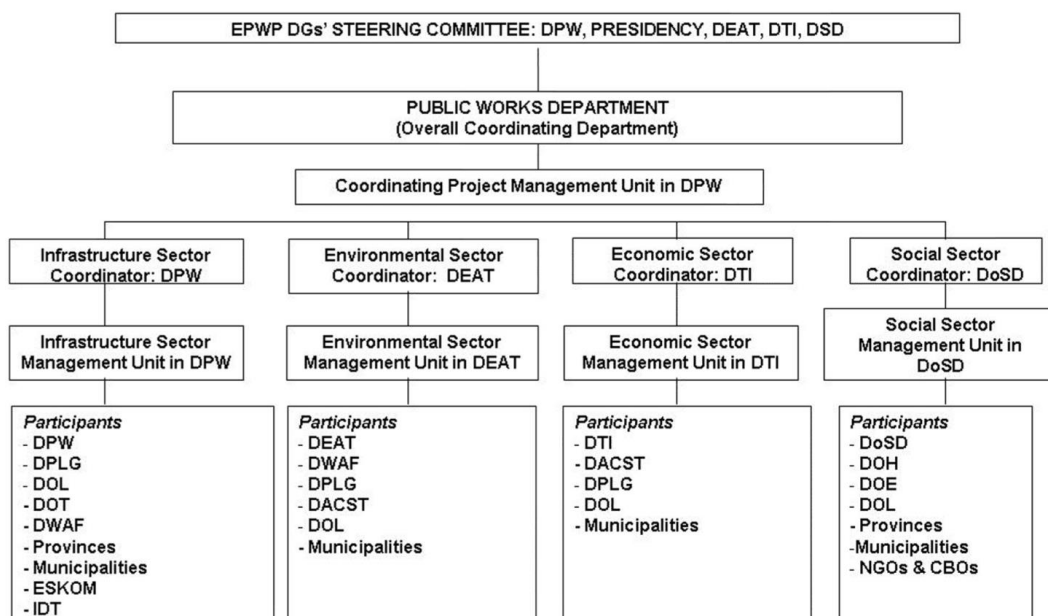 EPWP DGs' STEERING COMMITTEE: DPW, PRESIDENCY, DEAT, DTI, DSD
PUBLIC WORKS DEPARTMENT
(Overall Coordinating Department)
Coordinating Project Management Unit in DPW
Infrastructure Sector
Coordinator: DPW
Environmental Sector
Coordinator: DEAT
Economic Sector
Coordinator: DTI
Social Sector
Coordinator: DoSD
Infrastructure Sector
Management Unit in DPW
Environmental Sector
Management Unit in DEAT
Economic Sector
Management Unit in DTI
Social Sector
Management Unit in
DoSD
Participants
- DPW
- DPLG
- DOL
- DOT
- DWAF
- Provinces
- Municipalities
- ESKOM
- IDT
Participants
- DEAT
- DWAF
- DPLG
- DACST
- DOL
- Municipalities
Participants
- DTI
- DACST
- DPLG
- DOL
- Municipalities
Participants
- DoSD
- DOH
- DOE
- DOL
- Provinces
-Municipalities
- NGOs & CBOs